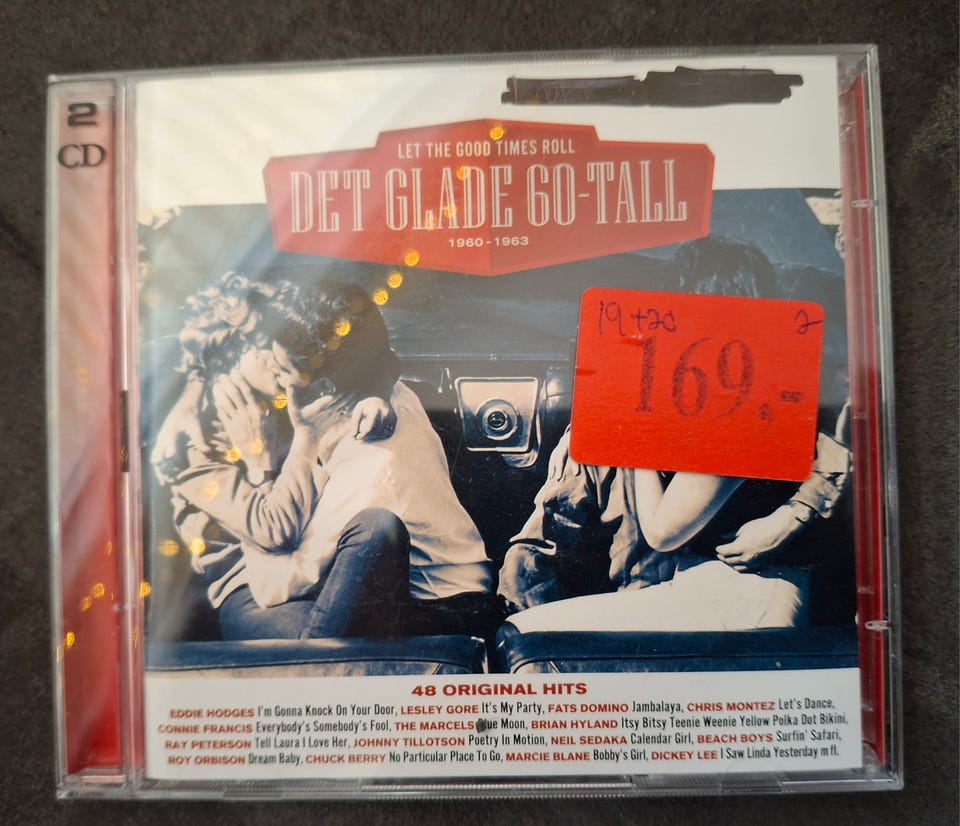 2
CD
LET THE GOOD TIMES ROLL
DET GLADE 60-TALL
1960-1963
19 +20 2
169,-
48 ORIGINAL HITS
EDDIE HODGES I'm Gonna Knock On Your Door, LESLEY GORE It's My Party, FATS DOMINO Jambalaya, CHRIS MONTEZ Let's Dance,
CONNIE FRANCIS Everybody's Somebody's Fool, THE MARCELS lue Moon, BRIAN HYLAND Itsy Bitsy Teenie Weenie Yellow Polka Dot Bikini,
RAY PETERSON Tell Laura I Love Her, JOHNNY TILLOTSON Poetry In Motion, NEIL SEDAKA Calendar Girl, BEACH BOYS Surfin' Safari,
ROY ORBISON Dream Baby, CHUCK BERRY No Particular Place To Go, MARCIE BLANE Bobby's Girl, DICKEY LEE I Saw Linda Yesterday m fl.